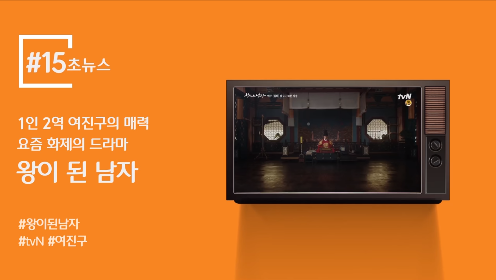 #15초뉴스
1인 2역 여진구의 매력
요즘 화제의 드라마
왕이 된 남자
#왕이된남자
#tvN #여진구
tvN